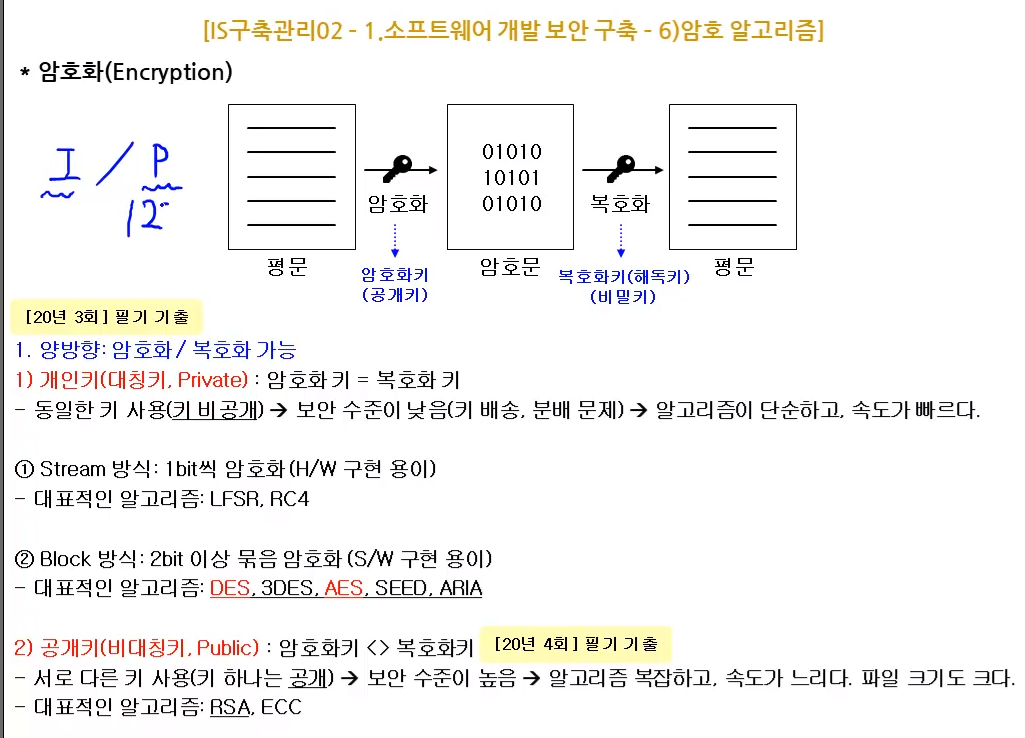 [IS구축관리02 - 1.소프트웨어 개발 보안 구축 - 6)암호 알고리즘]
* 암호화(Encryption)
I / P
12
01010
10101
01010
암호화
복호화
평문
암호문
평문
암호화키
(공개키)
복호화키(해독키)
(비밀키)
[20년 3회] 필기 기출
1. 양방향: 암호화 / 복호화 가능
1) 개인키(대칭키, Private) : 암호화 키 = 복호화 키
- 동일한 키 사용(키 비공개) → 보안 수준이 낮음(키 배송, 분배 문제) → 알고리즘이 단순하고, 속도가 빠르다.
① Stream 방식: 1bit씩 암호화(H/W 구현 용이)
- 대표적인 알고리즘: LFSR, RC4
② Block 방식: 2bit 이상 묶음 암호화(S/W 구현 용이)
- 대표적인 알고리즘: DES, 3DES, AES, SEED, ARIA
2) 공개키(비대칭키, Public) : 암호화키 <> 복호화키
[20년 4회] 필기 기출
- 서로 다른 키 사용(키 하나는 공개) → 보안 수준이 높음 → 알고리즘 복잡하고, 속도가 느리다. 파일 크기도 크다.
- 대표적인 알고리즘: RSA, ECC